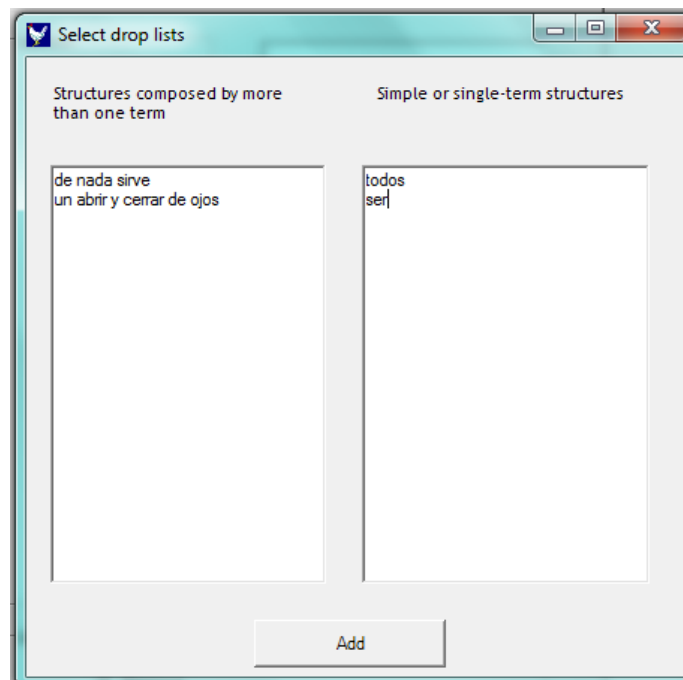 Select drop lists
Structures composed by more
than one term
Simple or single-term structures
de nada sirve
un abrir y cerrar de ojos
todos
ser
Add